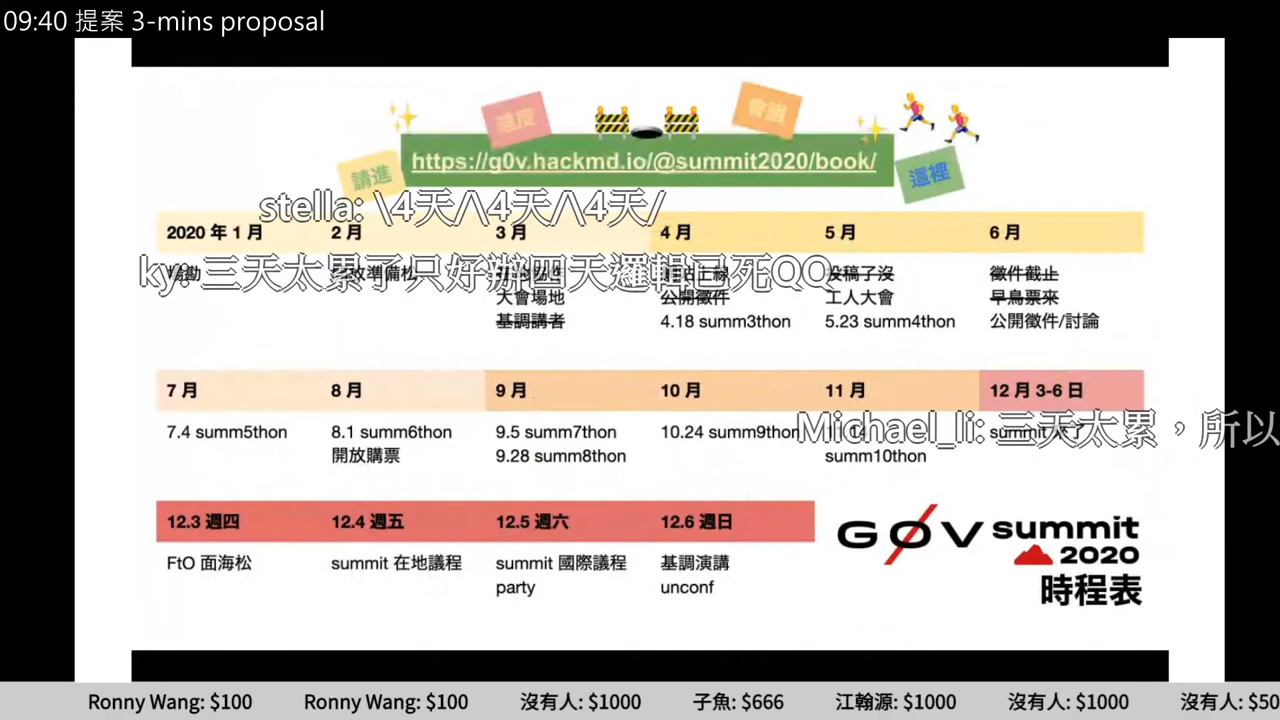 09:40 提案 3-mins proposal
進度
會議
https://g0v.hackmd.io/@summit2020/book/
請進
這裡
stella: \4天/\4天/\4天/
2020 年 1 月
2月
3 月
4 月
5 月
6 月
ky: 三天太累了只好辦四天邏輯已死QQ
投稿了沒
徵件截止
大會場地
公開徵件
工人大會
早鳥票來
基調講者
4.18 summ3thon
5.23 summ4thon
公開徵件/討論
7 月
8 月
9 月
10 月
11 月
12 月 3-6 日
Michael_li: 三天太累，所以
7.4 summ5thon
8.1 summ6thon
9.5 summ7thon
10.24 summ9thon
summit 來了
開放購票
9.28 summ8thon
summ10thon
12.3 週四
12.4 週五
12.5 週六
12.6 週日
FtO 面海松
summit 在地議程
summit 國際議程
基調演講
party
unconf
G0V summit
2020
時程表
Ronny Wang: $100
Ronny Wang: $100
沒有人: $1000
子魚: $666
江翰源: $1000
沒有人: $1000
沒有人: $50